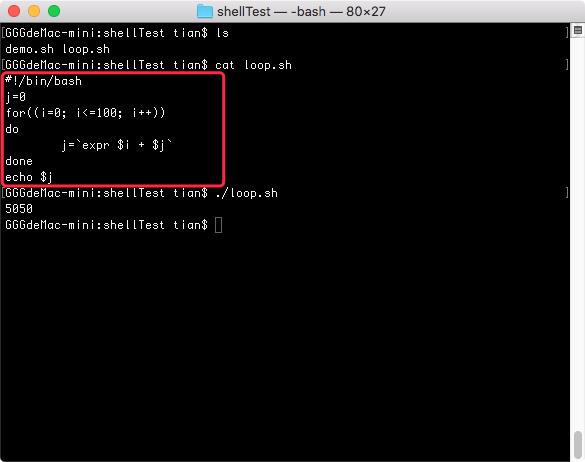 shellTest — -bash — 80×27
[GGGdeMac-mini:shellTest tian$ ls ]
demo.sh loop.sh
[GGGdeMac-mini:shellTest tian$ cat loop.sh ]
#!/bin/bash
j=0
for((i=0; i<=100; i++))
do
        j=`expr $i + $j`
done
echo $j
[GGGdeMac-mini:shellTest tian$ ./loop.sh ]
5050
GGGdeMac-mini:shellTest tian$